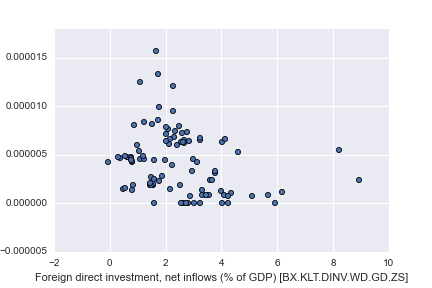 0.000015
0.000010
0.000005
0.000000
−0.000005
−2 0 2 4 6 8 10
Foreign direct investment, net inflows (% of GDP) [BX.KLT.DINV.WD.GD.ZS]